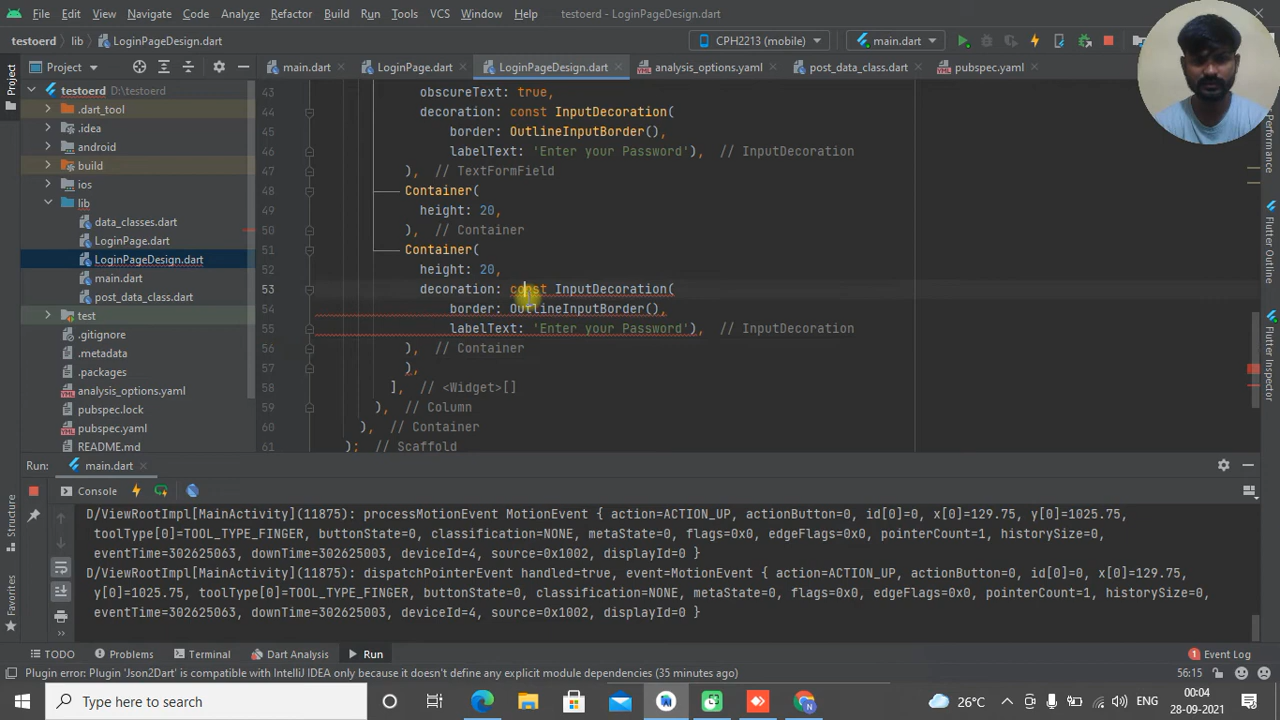 File Edit View Navigate Code Analyze Refactor Build Run Tools VCS Window Help testoerd - LoginPageDesign.dart
testoerd lib LoginPageDesign.dart CPH2213 (mobile) main.dart
Project main.dart LoginPage.dart LoginPageDesign.dart analysis_options.yaml post_data_class.dart pubspec.yaml
Project
Structure
Favorites
testoerd D:\testoerd
.dart_tool
.idea
android
build
ios
lib
data_classes.dart
LoginPage.dart
LoginPageDesign.dart
main.dart
post_data_class.dart
test
.gitignore
.metadata
.packages
analysis_options.yaml
pubspec.lock
pubspec.yaml
README.md
43 obscureText: true,
44 decoration: const InputDecoration(
45 border: OutlineInputBorder(),
46 labelText: 'Enter your Password'), // InputDecoration
47 ), // TextFormField
48 Container(
49 height: 20,
50 ), // Container
51 Container(
52 height: 20,
53 decoration: const InputDecoration(
54 border: OutlineInputBorder(),
55 labelText: 'Enter your Password'), // InputDecoration
56 ), // Container
57 ),
58 ], // <Widget>[]
59 ), // Column
60 ), // Container
61 ); // Scaffold
Performance
Flutter Outline
Flutter Inspector
Run: main.dart
Console
D/ViewRootImpl[MainActivity](11875): processMotionEvent MotionEvent { action=ACTION_UP, actionButton=0, id[0]=0, x[0]=129.75, y[0]=1025.75,
toolType[0]=TOOL_TYPE_FINGER, buttonState=0, classification=NONE, metaState=0, flags=0x0, edgeFlags=0x0, pointerCount=1, historySize=0,
eventTime=302625063, downTime=302625003, deviceId=4, source=0x1002, displayId=0 }
D/ViewRootImpl[MainActivity](11875): dispatchPointerEvent handled=true, event=MotionEvent { action=ACTION_UP, actionButton=0, id[0]=0, x[0]=129.75,
y[0]=1025.75, toolType[0]=TOOL_TYPE_FINGER, buttonState=0, classification=NONE, metaState=0, flags=0x0, edgeFlags=0x0, pointerCount=1, historySize=0,
eventTime=302625063, downTime=302625003, deviceId=4, source=0x1002, displayId=0 }
TODO Problems Terminal Dart Analysis Run 1 Event Log
Plugin error: Plugin 'Json2Dart' is compatible with IntelliJ IDEA only because it doesn't define any explicit module dependencies (35 minutes ago) 56:15
Type here to search 26°C ENG 00:04
28-09-2021